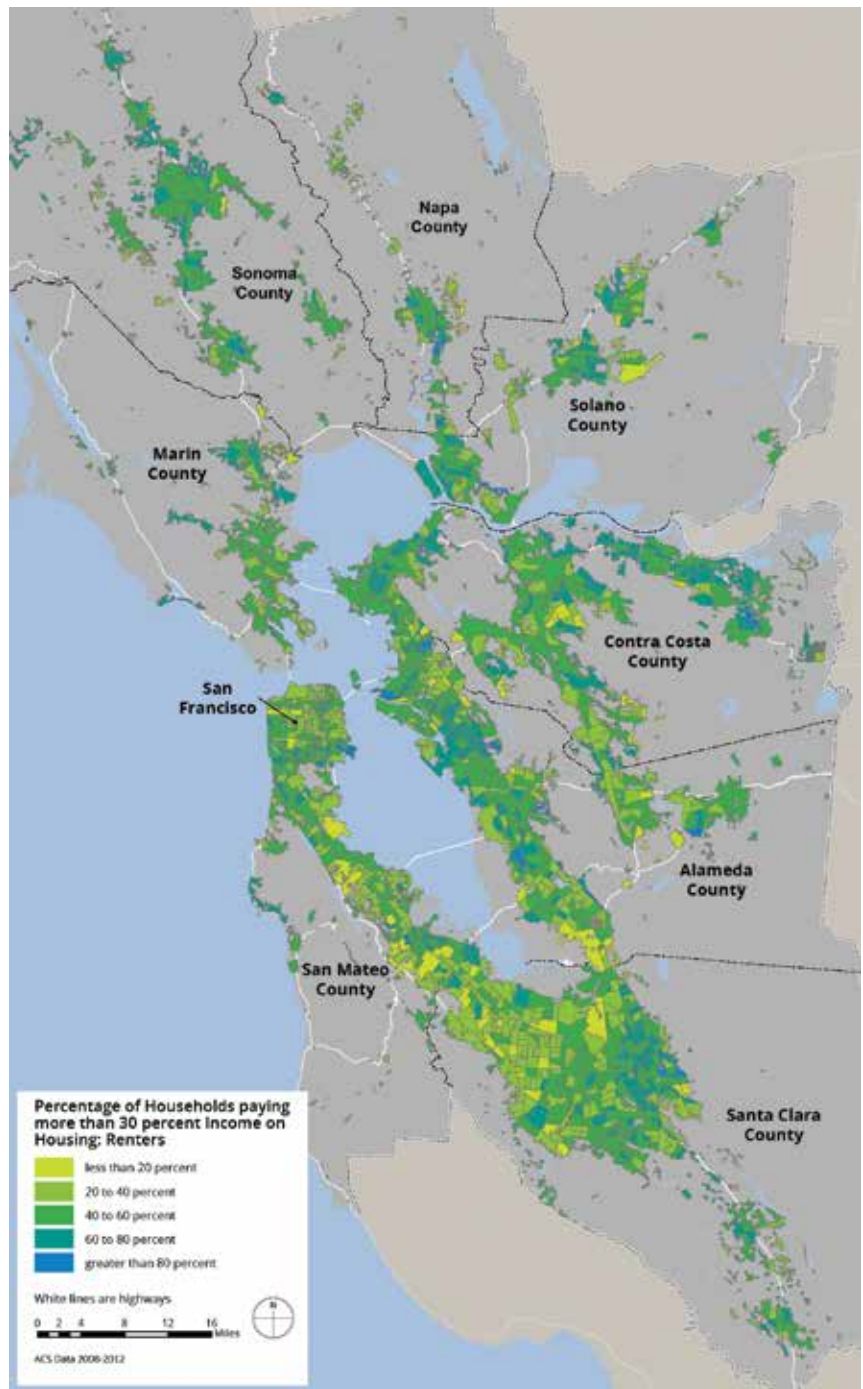 Napa
County
Sonoma
County
Solano
County
Marin
County
Contra Costa
County
San
Francisco
Alameda
County
San Mateo
County
Santa Clara
County
Percentage of Households paying
more than 30 percent Income on
Housing: Renters
less than 20 percent
20 to 40 percent
40 to 60 percent
60 to 80 percent
greater than 80 percent
White lines are highways
N
0 2 4 8 12 16
Miles
ACS Data 2008-2012